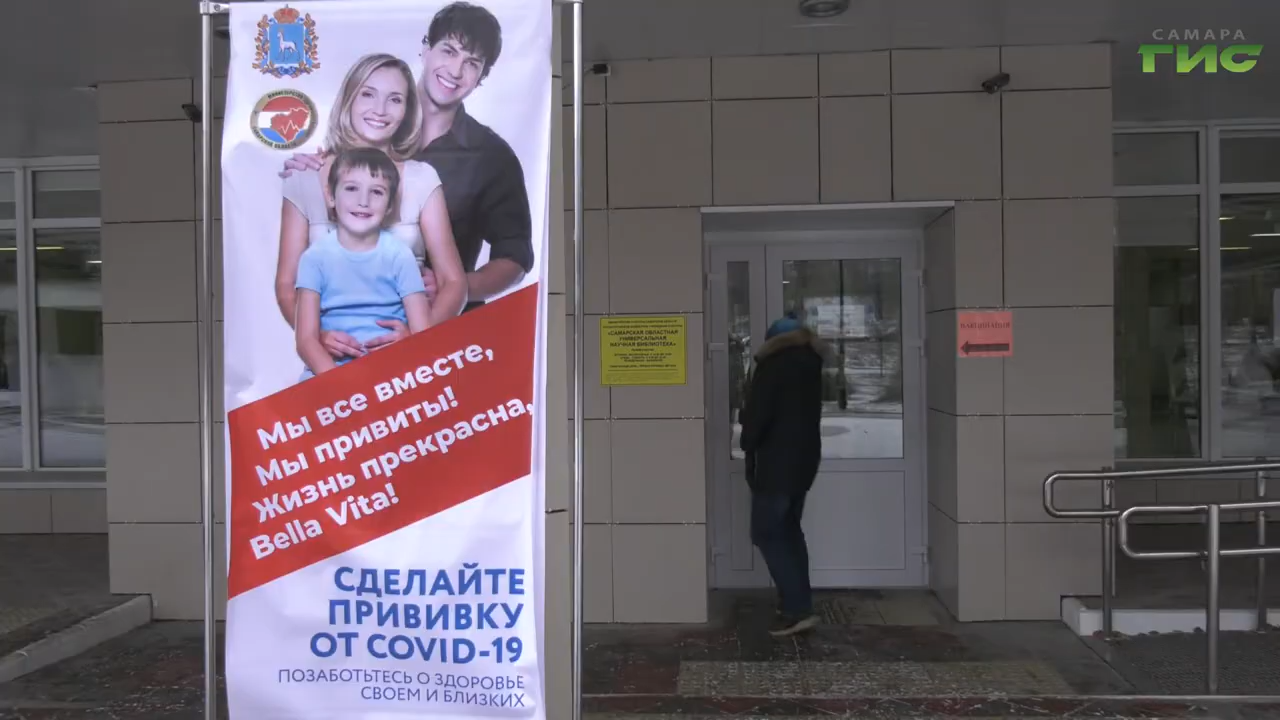 САМАРА
ГИС
Мы все вместе,
Мы привиты!
Жизнь прекрасна,
Bella Vita!
СДЕЛАЙТЕ
ПРИВИВКУ
ОТ COVID-19
ПОЗАБОТЬТЕСЬ О ЗДОРОВЬЕ
СВОЕМ И БЛИЗКИХ
«САМАРСКАЯ ОБЛАСТНАЯ
УНИВЕРСАЛЬНАЯ
НАУЧНАЯ БИБЛИОТЕКА»
ВАКЦИНАЦИЯ